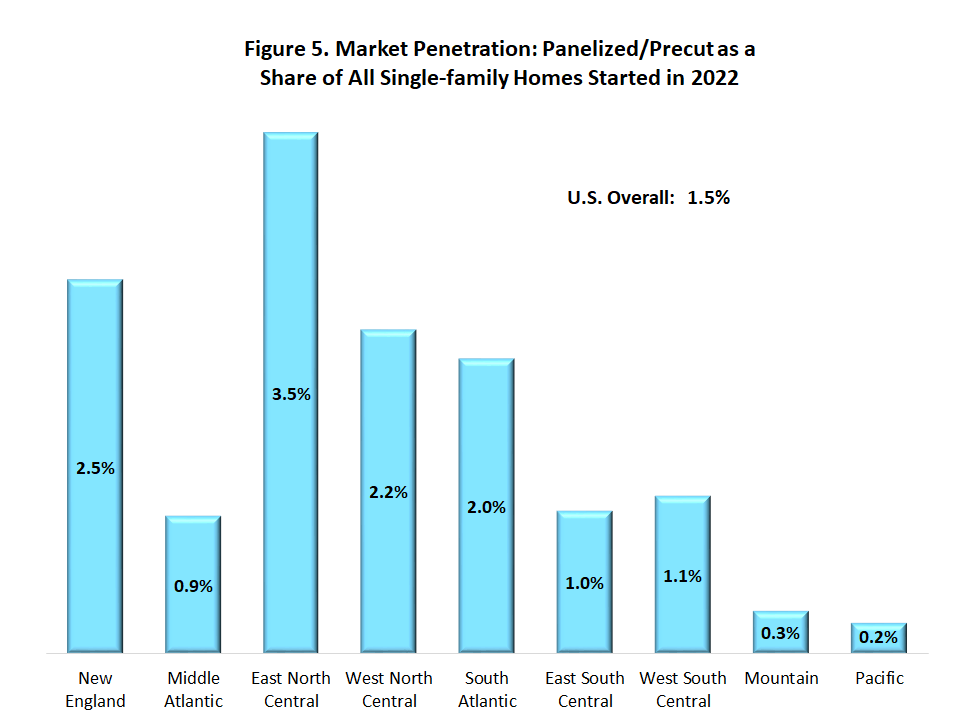 Figure 5. Market Penetration: Panelized/Precut as a
Share of All Single-family Homes Started in 2022
U.S. Overall: 1.5%
2.5%
0.9%
3.5%
2.2%
2.0%
1.0%
1.1%
0.3%
0.2%
New
England
Middle
Atlantic
East North
Central
West North
Central
South
Atlantic
East South
Central
West South
Central
Mountain
Pacific